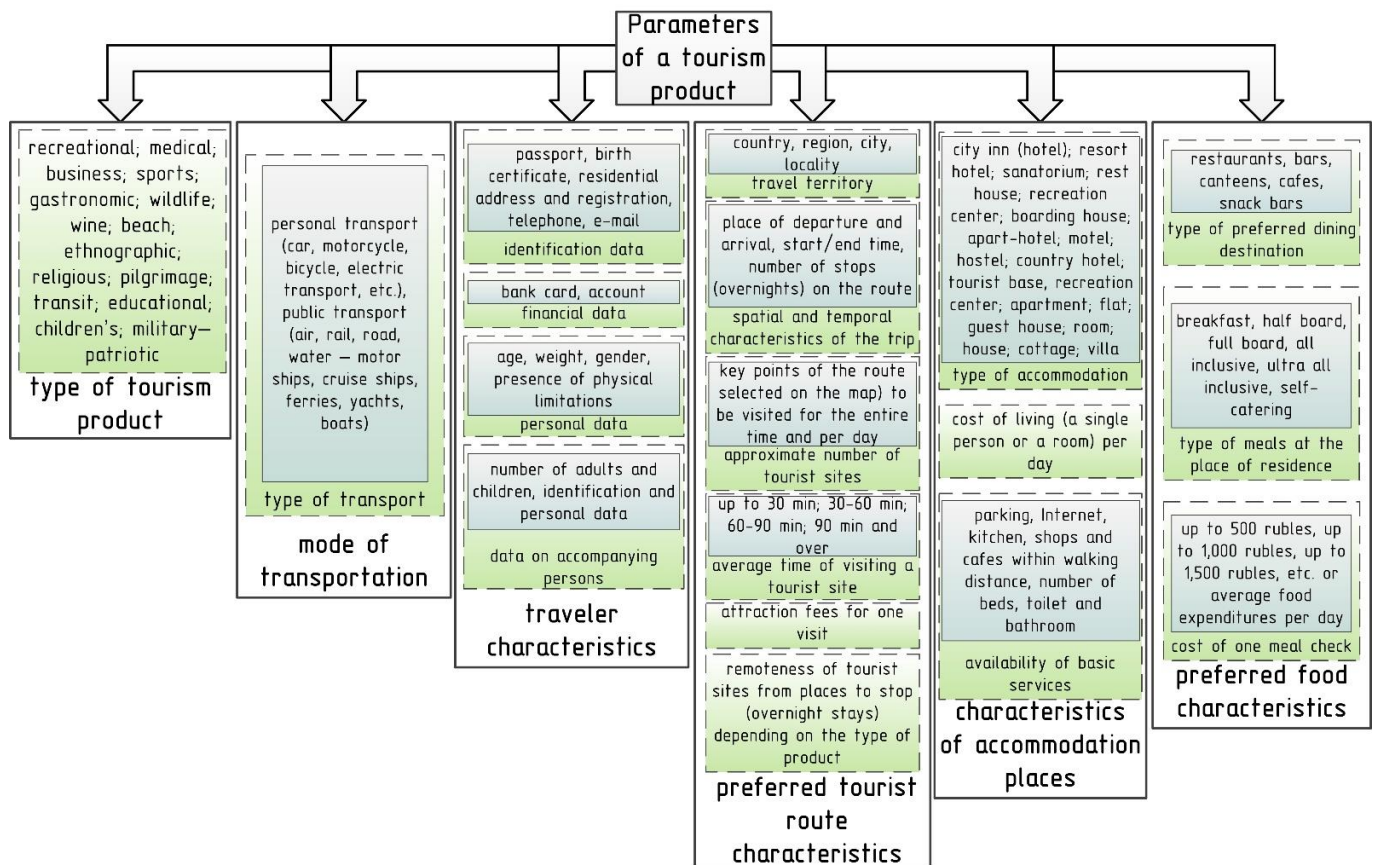 Parameters
of a tourism
product
recreational; medical;
business; sports;
gastronomic; wildlife;
wine; beach;
ethnographic;
religious; pilgrimage;
transit; educational;
children's; military–
patriotic
type of tourism
product
personal transport
(car, motorcycle,
bicycle, electric
transport, etc.),
public transport
(air, rail, road,
water – motor
ships, cruise ships,
ferries, yachts,
boats)
type of transport
mode of
transportation
passport, birth
certificate, residential
address and registration,
telephone, e-mail
identification data
bank card, account
financial data
age, weight, gender,
presence of physical
limitations
personal data
number of adults and
children, identification and
personal data
data on accompanying
persons
traveler
characteristics
country, region, city,
locality
travel territory
place of departure and
arrival, start/end time,
number of stops
(overnights) on the route
spatial and temporal
characteristics of the trip
key points of the route
selected on the map) to
be visited for the entire
time and per day
approximate number of
tourist sites
up to 30 min; 30-60 min;
60-90 min; 90 min and
over
average time of visiting a
tourist site
attraction fees for one
visit
remoteness of tourist
sites from places to stop
(overnight stays)
depending on the type of
product
preferred tourist
route
characteristics
city inn (hotel); resort
hotel; sanatorium; rest
house; recreation
center; boarding house;
apart-hotel; motel;
hostel; country hotel;
tourist base, recreation
center; apartment; flat;
guest house; room;
house; cottage; villa
type of accommodation
cost of living (a single
person or a room) per
day
parking, Internet,
kitchen, shops and
cafes within walking
distance, number of
beds, toilet and
bathroom
availability of basic
services
characteristics
of accommodation
places
restaurants, bars,
canteens, cafes,
snack bars
type of preferred dining
destination
breakfast, half board,
full board, all
inclusive, ultra all
inclusive, self-
catering
type of meals at the
place of residence
up to 500 rubles, up
to 1,000 rubles, up to
1,500 rubles, etc. or
average food
expenditures per day
cost of one meal check
preferred food
characteristics